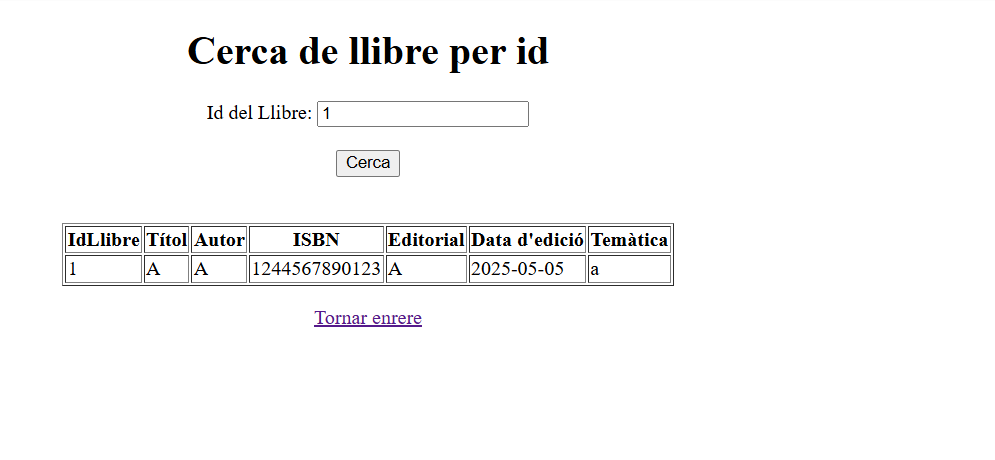 Cerca de llibre per id
Id del Llibre: 1
Cerca
IdLlibre Títol Autor ISBN Editorial Data d'edició Temàtica
1 A A 1244567890123 A 2025-05-05 a
Tornar enrere